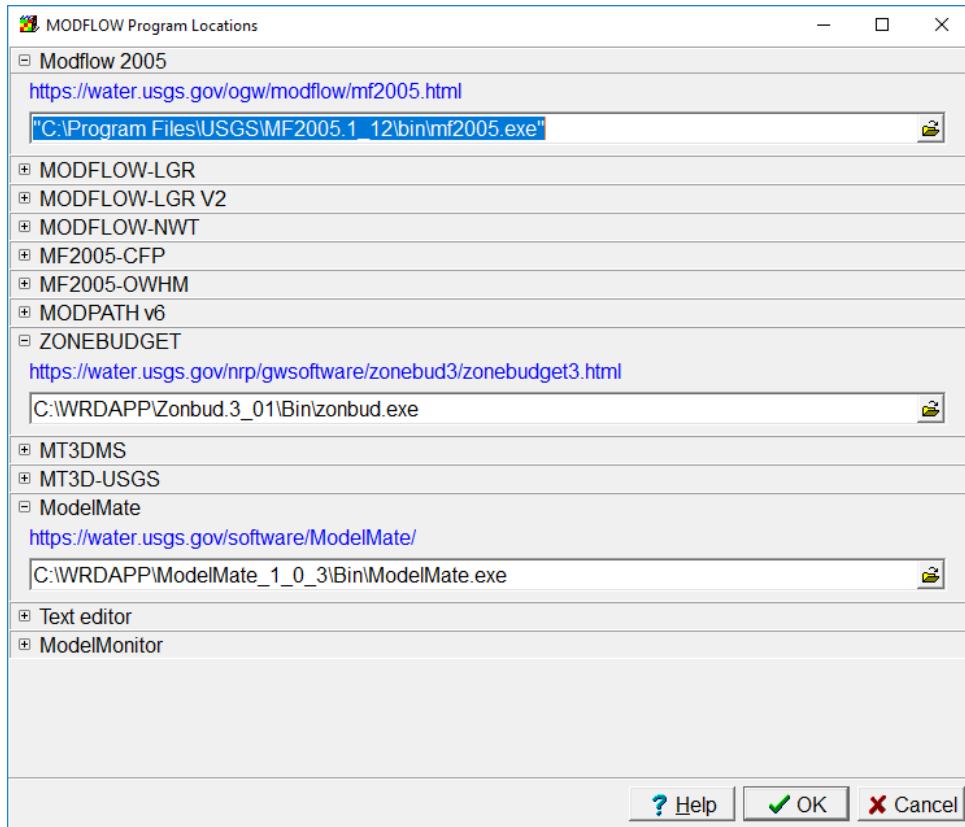 MODFLOW Program Locations
Modflow 2005
https://water.usgs.gov/ogw/modflow/mf2005.html
"C:\Program Files\USGS\MF2005.1_12\bin\mf2005.exe"
MODFLOW-LGR
MODFLOW-LGR V2
MODFLOW-NWT
MF2005-CFP
MF2005-OWHM
MODPATH v6
ZONEBUDGET
https://water.usgs.gov/nrp/gwsoftware/zonebud3/zonebudget3.html
C:\WRDAPP\Zonbud.3_01\Bin\zonbud.exe
MT3DMS
MT3D-USGS
ModelMate
https://water.usgs.gov/software/ModelMate/
C:\WRDAPP\ModelMate_1_0_3\Bin\ModelMate.exe
Text editor
ModelMonitor
? Help OK Cancel